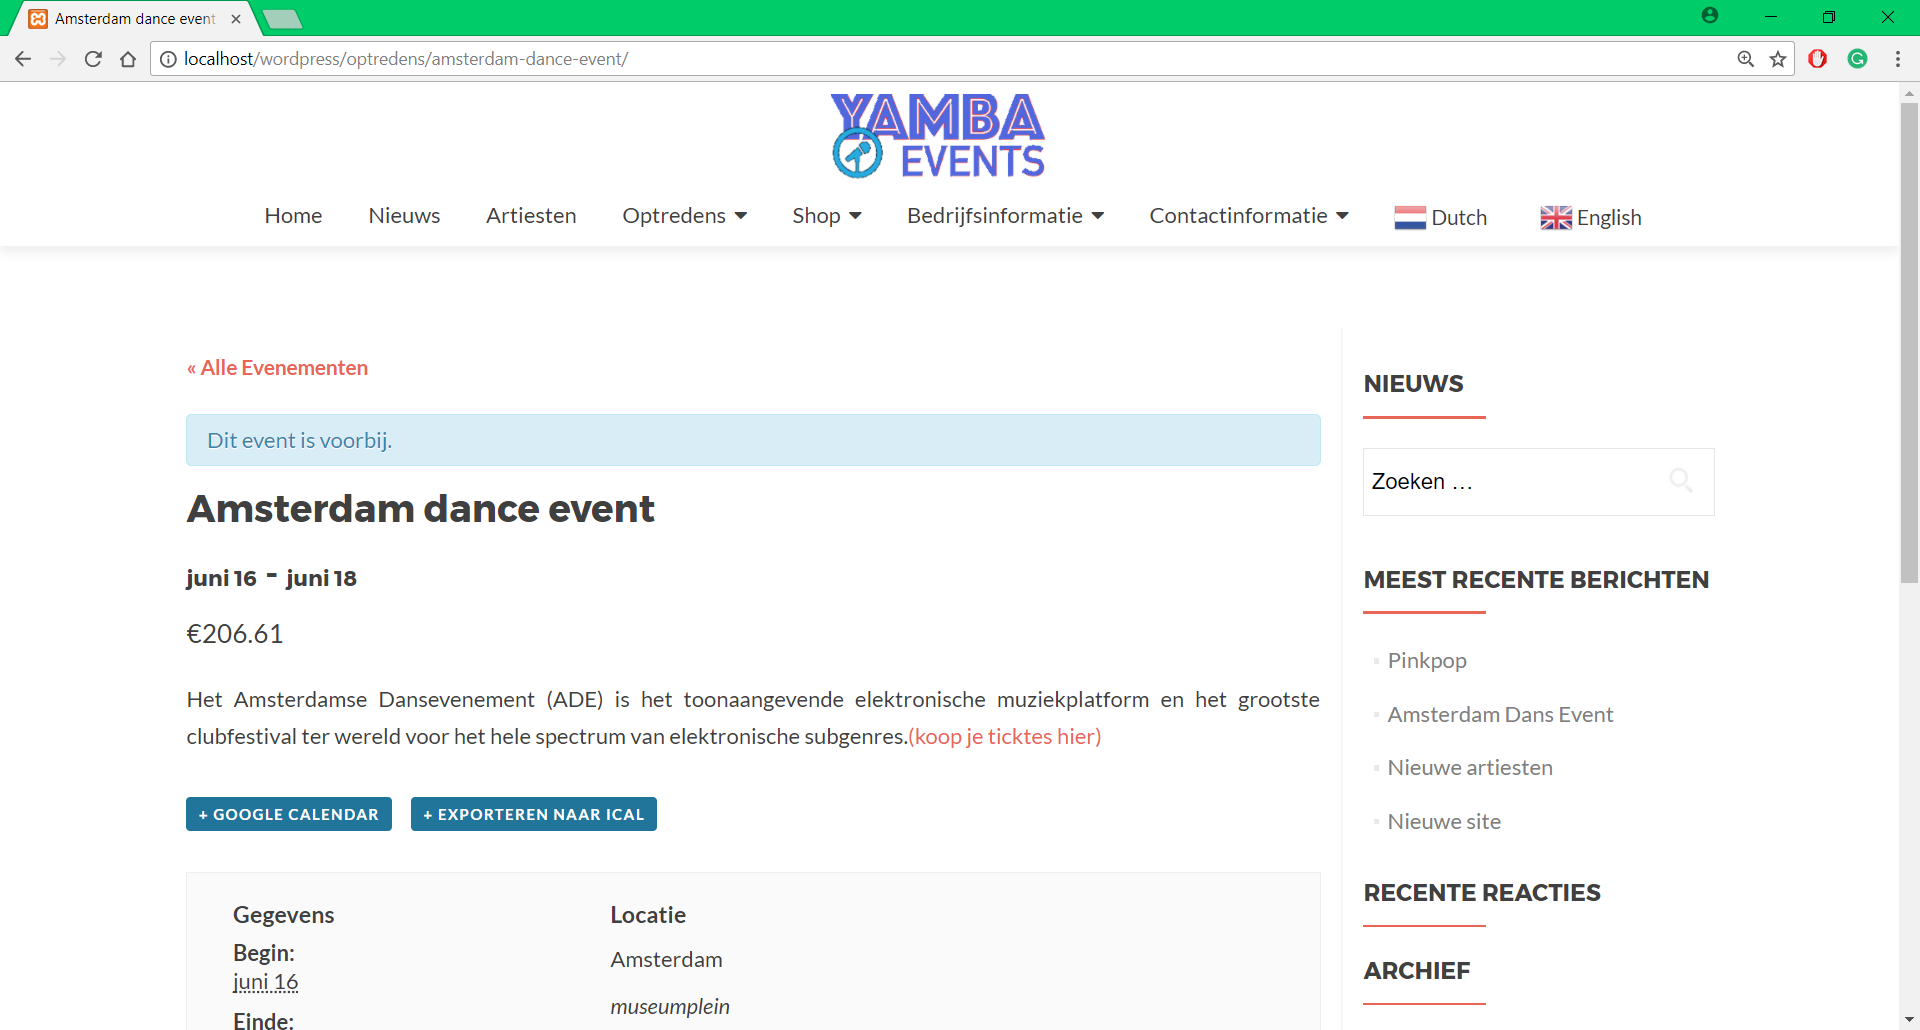 Amsterdam dance event
localhost/wordpress/optredens/amsterdam-dance-event/
YAMBA
EVENTS
Home Nieuws Artiesten Optredens Shop Bedrijfsinformatie Contactinformatie Dutch English
« Alle Evenementen
Dit event is voorbij.
Amsterdam dance event
juni 16 - juni 18
€206.61
Het Amsterdamse Dansevenement (ADE) is het toonaangevende elektronische muziekplatform en het grootste
clubfestival ter wereld voor het hele spectrum van elektronische subgenres.(koop je ticktes hier)
+ GOOGLE CALENDAR + EXPORTEREN NAAR ICAL
Gegevens
Begin:
juni 16
Einde:
Locatie
Amsterdam
museumplein
NIEUWS
Zoeken …
MEEST RECENTE BERICHTEN
Pinkpop
Amsterdam Dans Event
Nieuwe artiesten
Nieuwe site
RECENTE REACTIES
ARCHIEF